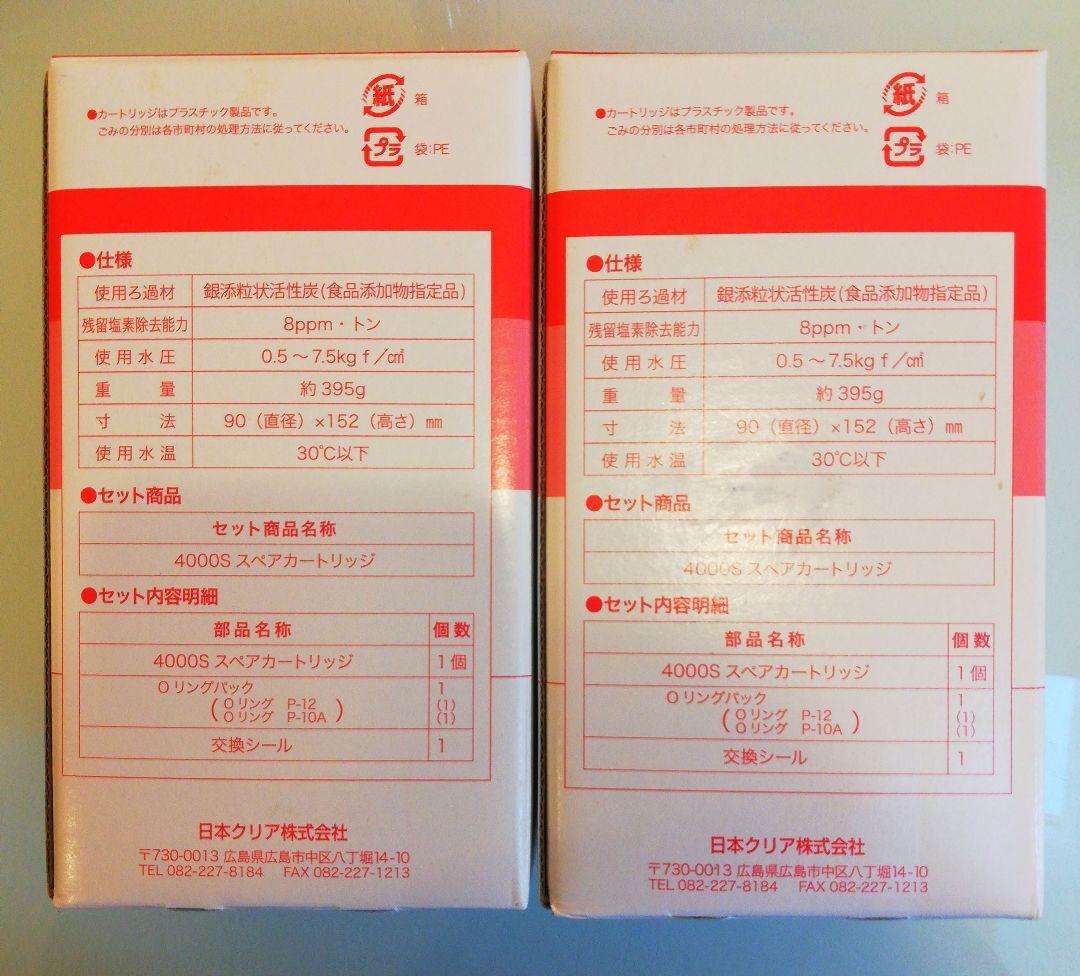 ●カートリッジはプラスチック製品です。
ごみの分別は各市町村の処理方法に従ってください。
紙 箱
プラ 袋:PE
●仕様
使用ろ過材 銀添粒状活性炭(食品添加物指定品)
残留塩素除去能力 8ppm・トン
使用水圧 0.5～7.5kgf／㎠
重量 約395g
寸法 90（直径）×152（高さ）㎜
使用水温 30℃以下
●セット商品
セット商品名称
4000Sスペアカートリッジ
●セット内容明細
部品名称 個数
4000Sスペアカートリッジ 1個
Oリングパック 1
(Oリング P-12 (1)
Oリング P-10A) (1)
交換シール 1
日本クリア株式会社
〒730-0013 広島県広島市中区八丁堀14-10
TEL 082-227-8184 FAX 082-227-1213
●カートリッジはプラスチック製品です。
ごみの分別は各市町村の処理方法に従ってください。
紙 箱
プラ 袋:PE
●仕様
使用ろ過材 銀添粒状活性炭(食品添加物指定品)
残留塩素除去能力 8ppm・トン
使用水圧 0.5～7.5kgf／㎠
重量 約395g
寸法 90（直径）×152（高さ）㎜
使用水温 30℃以下
●セット商品
セット商品名称
4000Sスペアカートリッジ
●セット内容明細
部品名称 個数
4000Sスペアカートリッジ 1個
Oリングパック 1
(Oリング P-12 (1)
Oリング P-10A) (1)
交換シール 1
日本クリア株式会社
〒730-0013 広島県広島市中区八丁堀14-10
TEL 082-227-8184 FAX 082-227-1213